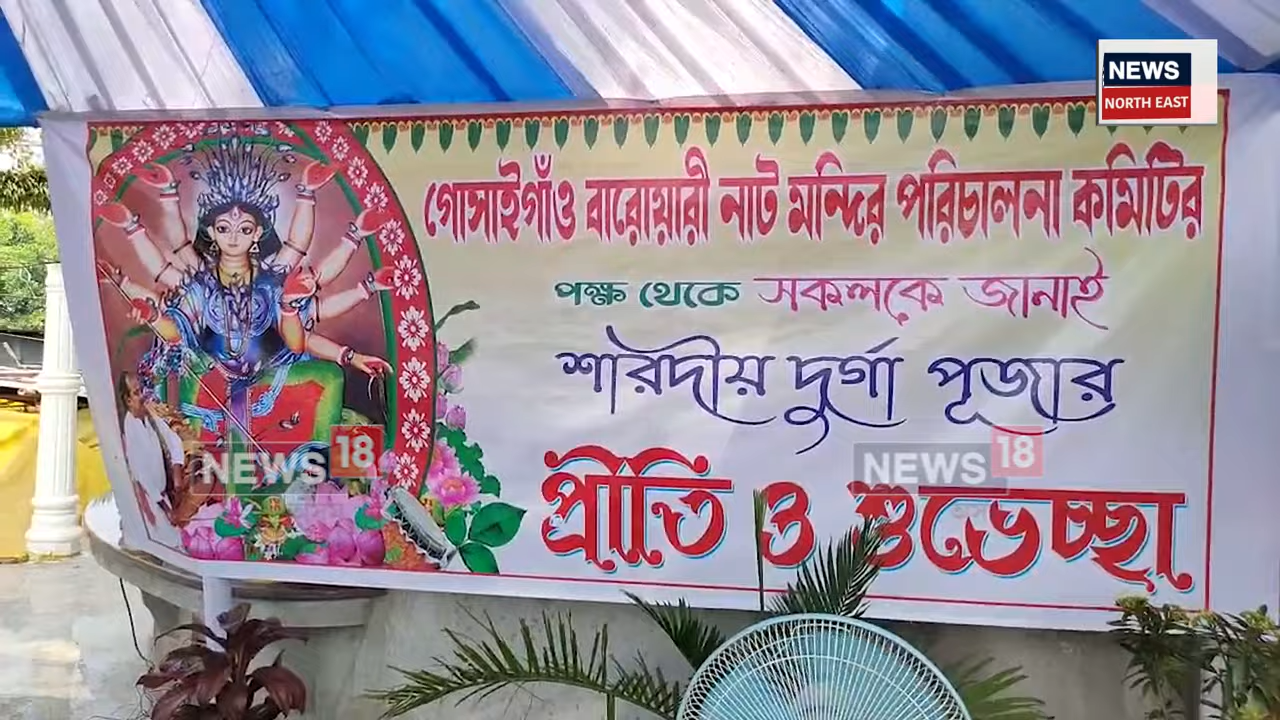 NEWS
NORTH EAST
গোসাইগাঁও বারোয়ারী নাট মন্দির পরিচালনা কমিটির
পক্ষ থেকে সকলকে জানাই
শারদীয় দুর্গা পূজার
প্রীতি ও শুভেচ্ছা
NEWS 18
NEWS 18